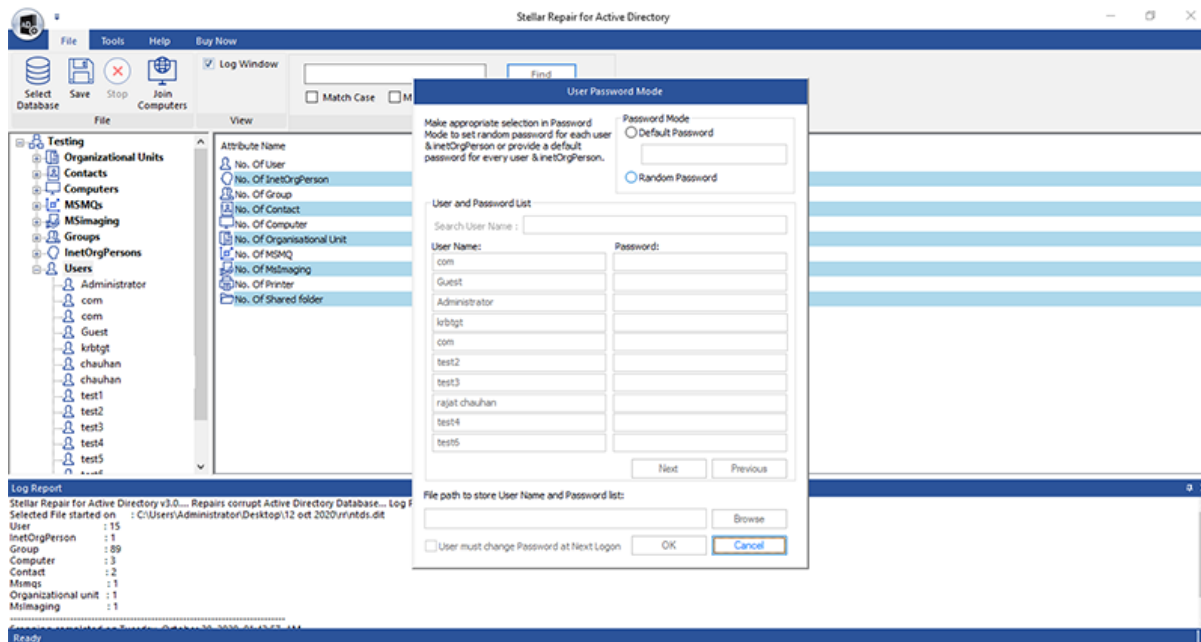 Stellar Repair for Active Directory
File Tools Help Buy Now
Select Database
Save
Stop
Join Computers
Log Window
Find
Match Case
M
File
View
Testing
Organizational Units
Contacts
Computers
MSMQs
MSimaging
Groups
InetOrgPersons
Users
Administrator
com
com
Guest
krbtgt
chauhan
chauhan
test1
test2
test3
test4
test5
Attribute Name
No. Of User
No. Of InetOrgPerson
No. Of Group
No. Of Contact
No. Of Computer
No. Of Organisational Unit
No. Of MSMQ
No. Of MsImaging
No. Of Printer
No. Of Shared folder
User Password Mode
Make appropriate selection in Password
Mode to set random password for each user
& inetOrgPerson or provide a default
password for every user & inetOrgPerson.
Password Mode
Default Password
Random Password
User and Password List
Search User Name :
User Name: Password:
com
Guest
Administrator
krbtgt
com
test2
test3
rajat chauhan
test4
test6
Next Previous
File path to store User Name and Password list:
Browse
User must change Password at Next Logon
OK Cancel
Log Report
Stellar Repair for Active Directory v3.0.... Repairs corrupt Active Directory Database... Log
Selected File started on : C:\Users\Administrator\Desktop\12 oct 2020\rr\ntds.dit
User : 15
InetOrgPerson : 1
Group : 89
Computer : 3
Contact : 2
Msmqs : 1
Organizational unit : 1
MsImaging : 1
Ready